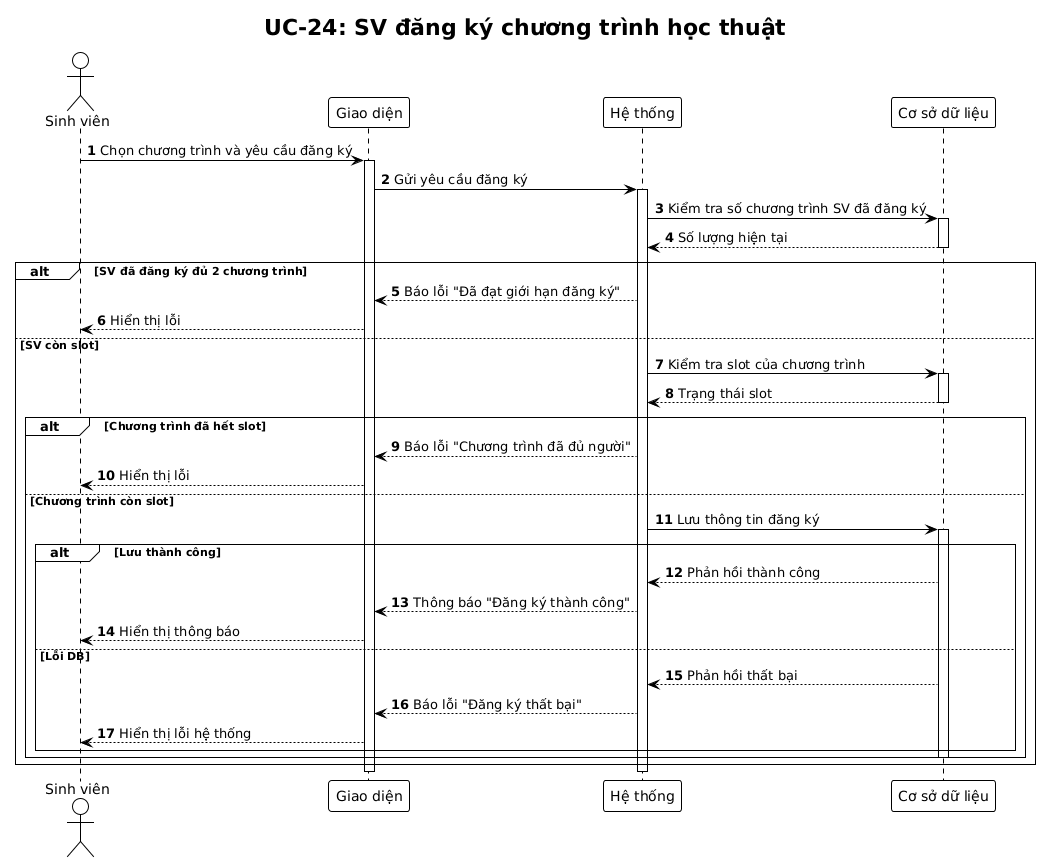 UC-24: SV đăng ký chương trình học thuật
Sinh viên
Giao diện
Hệ thống
Cơ sở dữ liệu
1 Chọn chương trình và yêu cầu đăng ký
2 Gửi yêu cầu đăng ký
3 Kiểm tra số chương trình SV đã đăng ký
4 Số lượng hiện tại
alt [SV đã đăng ký đủ 2 chương trình]
5 Báo lỗi "Đã đạt giới hạn đăng ký"
6 Hiển thị lỗi
[SV còn slot]
7 Kiểm tra slot của chương trình
8 Trạng thái slot
alt [Chương trình đã hết slot]
9 Báo lỗi "Chương trình đã đủ người"
10 Hiển thị lỗi
[Chương trình còn slot]
11 Lưu thông tin đăng ký
alt [Lưu thành công]
12 Phản hồi thành công
13 Thông báo "Đăng ký thành công"
14 Hiển thị thông báo
[Lỗi DB]
15 Phản hồi thất bại
16 Báo lỗi "Đăng ký thất bại"
17 Hiển thị lỗi hệ thống
Sinh viên
Giao diện
Hệ thống
Cơ sở dữ liệu